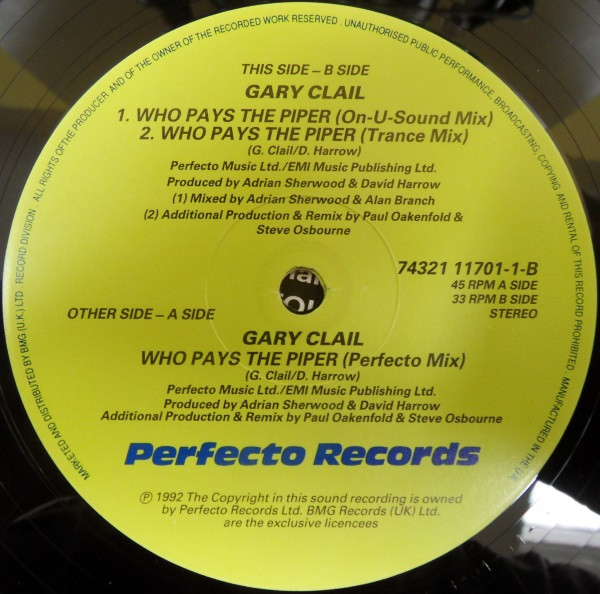 ALL RIGHTS OF THE PRODUCER AND OF THE OWNER OF THE RECORDED WORK RESERVED. UNAUTHORISED PUBLIC PERFORMANCE, BROADCASTING, COPYING AND RENTAL OF THIS RECORD PROHIBITED. MANUFACTURED IN THE U.K.
MARKETED AND DISTRIBUTED BY BMG (U.K.) LTD RECORD DIVISION
THIS SIDE – B SIDE
GARY CLAIL
1. WHO PAYS THE PIPER (On-U-Sound Mix)
2. WHO PAYS THE PIPER (Trance Mix)
(G. Clail/D. Harrow)
Perfecto Music Ltd./EMI Music Publishing Ltd.
Produced by Adrian Sherwood & David Harrow
(1) Mixed by Adrian Sherwood & Alan Branch
(2) Additional Production & Remix by Paul Oakenfold &
Steve Osbourne
74321 11701-1-B
45 RPM A SIDE
33 RPM B SIDE
STEREO
OTHER SIDE – A SIDE
GARY CLAIL
WHO PAYS THE PIPER (Perfecto Mix)
(G. Clail/D. Harrow)
Perfecto Music Ltd./EMI Music Publishing Ltd.
Produced by Adrian Sherwood & David Harrow
Additional Production & Remix by Paul Oakenfold & Steve Osbourne
Perfecto Records
℗ 1992 The Copyright in this sound recording is owned
by Perfecto Records Ltd. BMG Records (UK) Ltd.
are the exclusive licencees